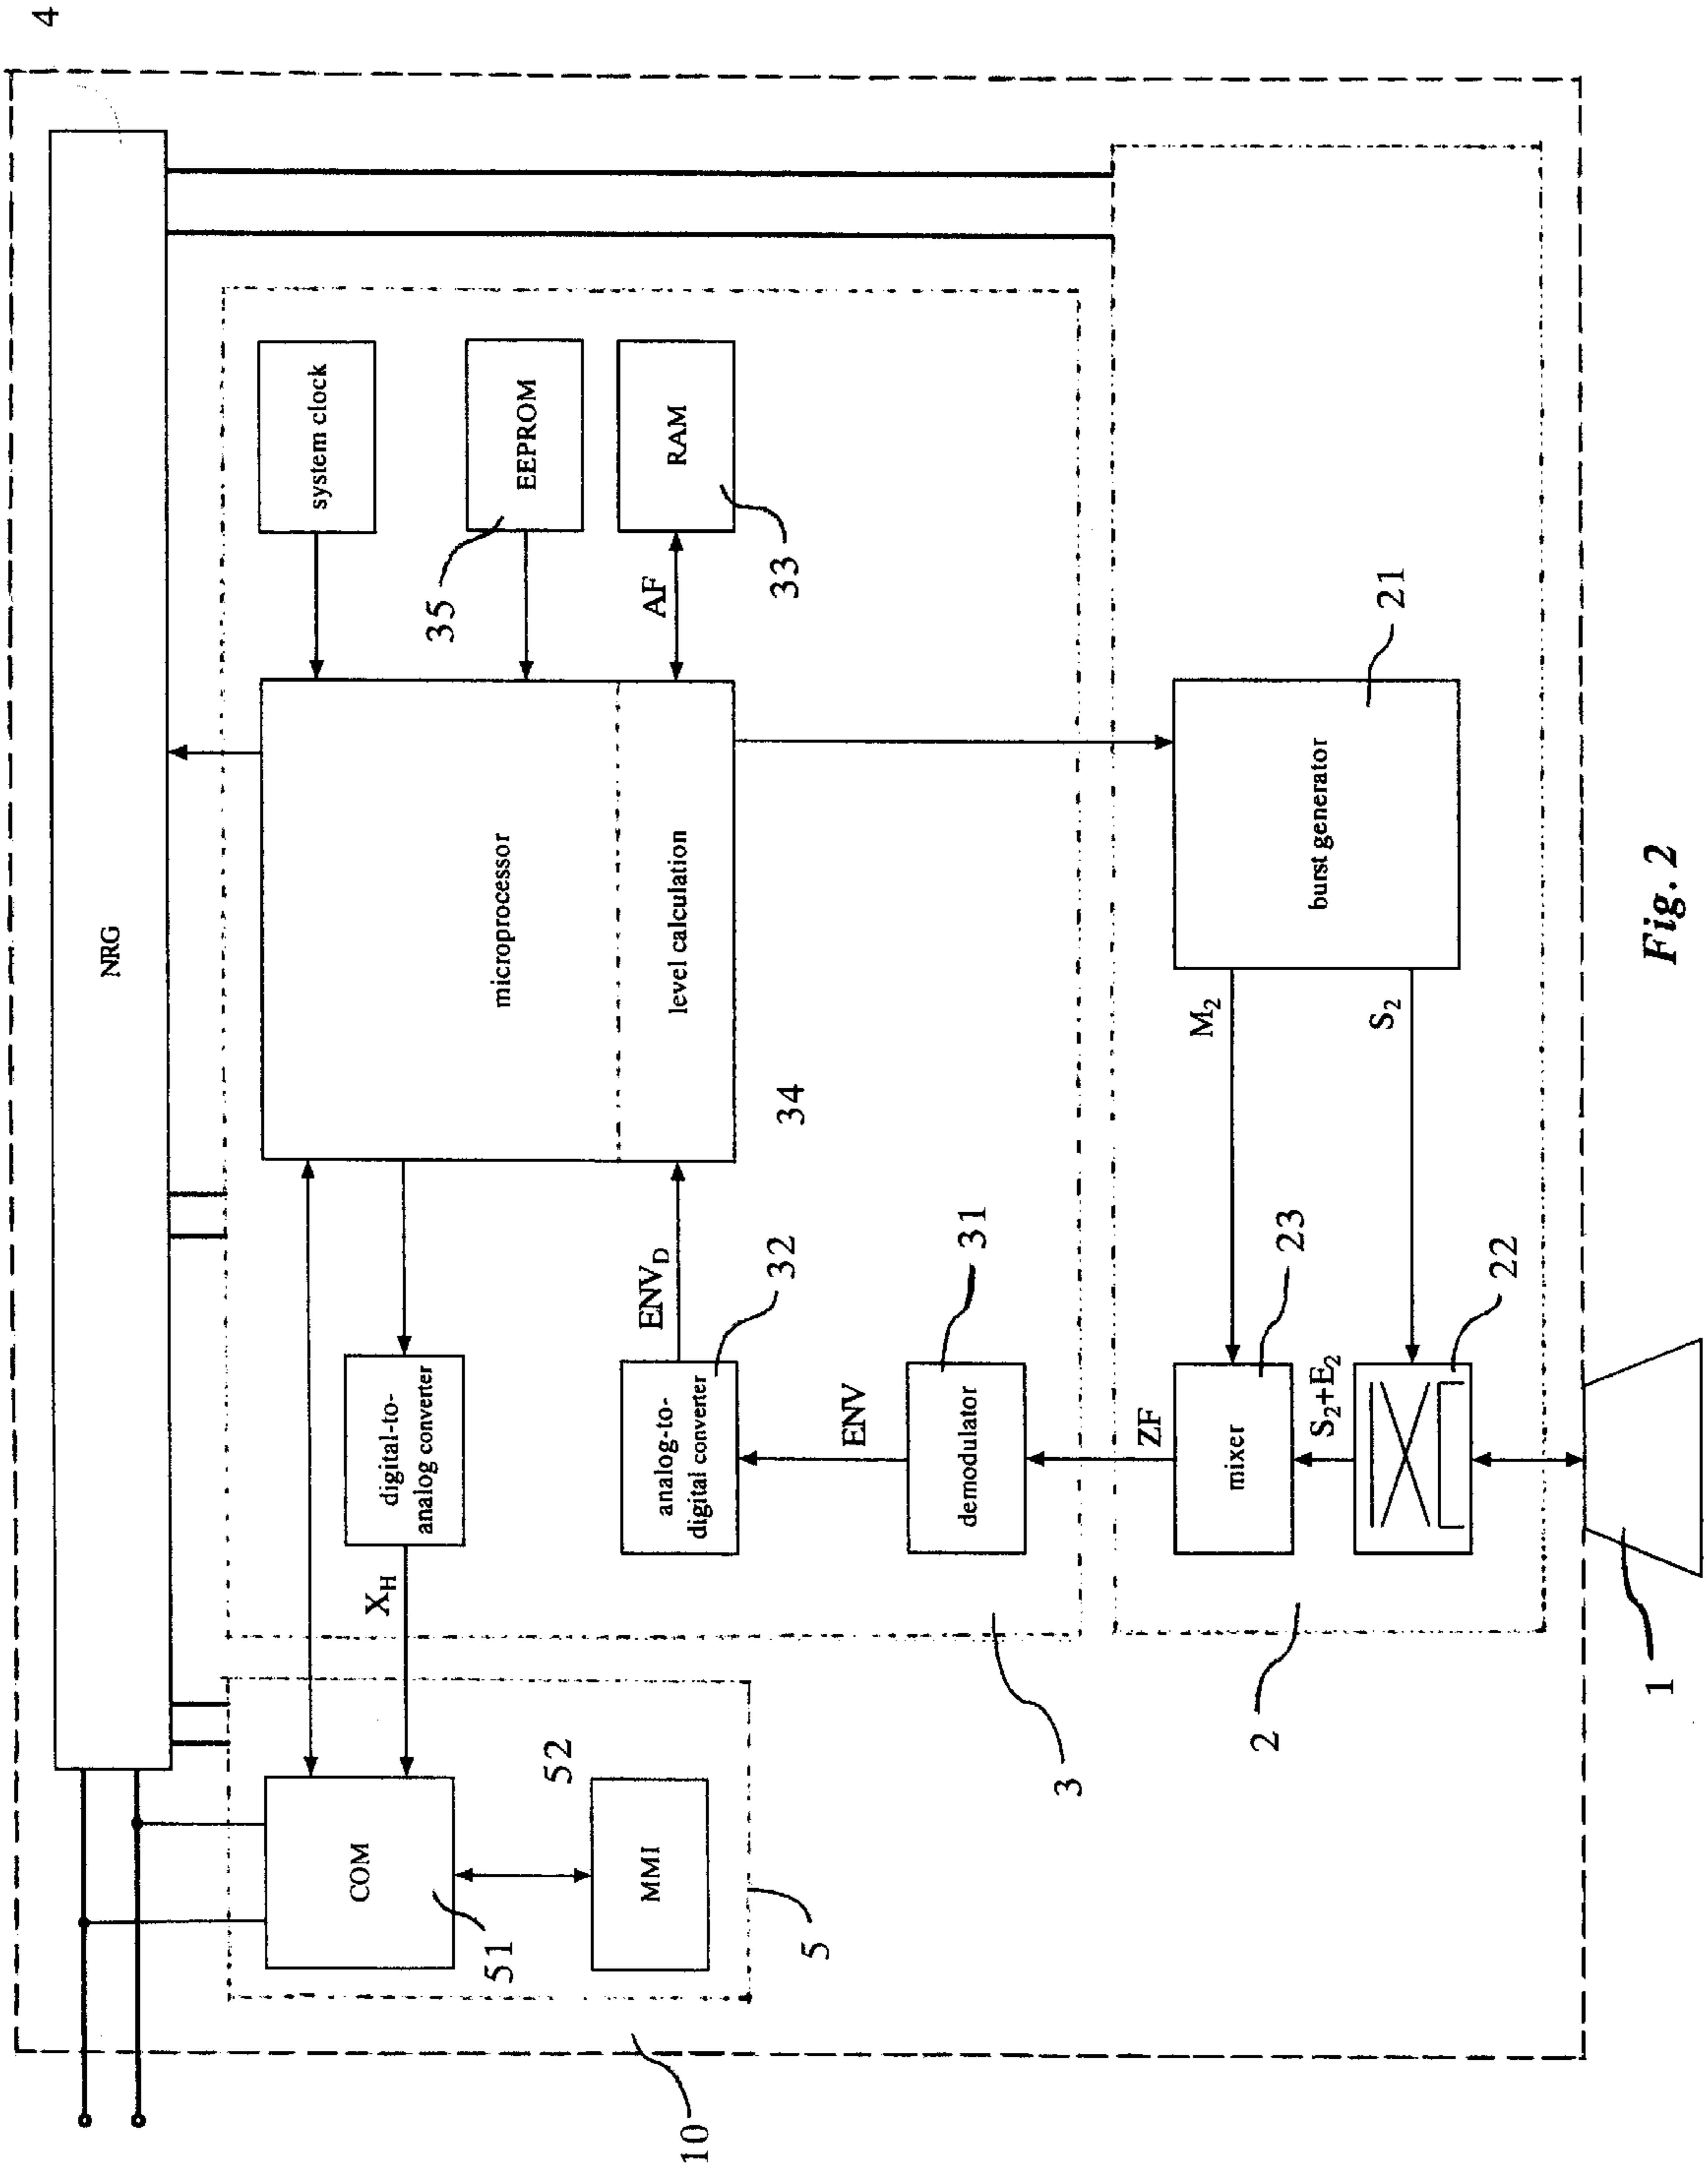 4
NRG
system clock
EEPROM
RAM
35
AF
33
microprocessor
level calculation
34
21
burst generator
M2
S2
digital-to-
analog converter
XH
ENVD
32
analog-to-
digital converter
ENV
31
demodulator
ZF
23
mixer
S2+E2
22
COM
51
52
MMI
5
3
2
1
10
Fig. 2